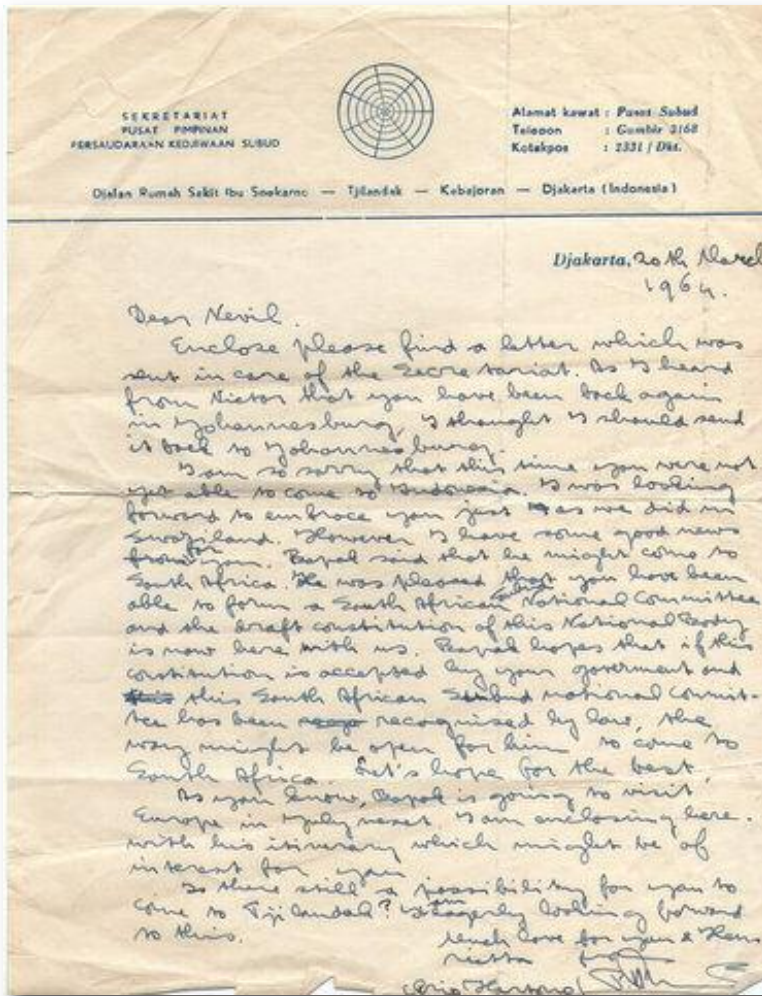 SEKRETARIAT
PUSAT PIMPINAN
PERSAUDARAAN KEDJIWAAN SUBUD
Alamat kawat : Pusat Subud
Telepon : Gambir 3168
Kotakpos : 2331 / Dkt.
Djalan Rumah Sakit Ibu Soekarno — Tjilandak — Kebajoran — Djakarta (Indonesia)
Djakarta, 20th March
1964.
Dear Nevil.
Enclose please find a letter which was
sent in care of the Secretariat. As I heard
from Victor that you have been back again
in Yohannesburg, I thought I should send
it back to Yohannesburg.
I am so sorry that this time you were not
yet able to come to Indonesia. I was looking
forward to embrace you just as we did in
Swaziland. However I have some good news
for you. Bapak said that he might come to
South Africa. He was pleased that you have been
able to form a South African Subud National Committee
and the draft constitution of this National Body
is now here with us. Bapak hopes that if this
constitution is accepted by your goverment and
this South African Subud national Commit-
tee has been recognised by law, the
way might be open for him to come to
South Africa. Let's hope for the best.
As you know, Bapak is going to visit
Europe in Yuly next. I am enclosing here-
with his itinerary which might be of
interest for you
Is there still a possibility for you to
come to Tjilandak? I am eagerly looking forward
to this.
Much love for you &
from